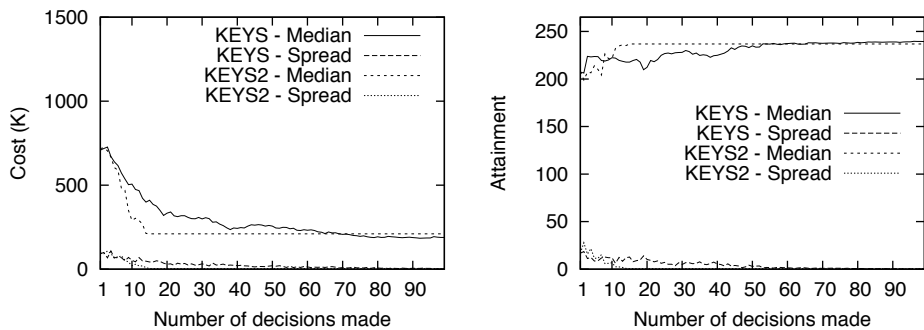 Cost (K)
1500
1000
500
0
KEYS - Median
KEYS - Spread
KEYS2 - Median
KEYS2 - Spread
1 10 20 30 40 50 60 70 80 90
Number of decisions made
Attainment
250
200
150
100
50
0
KEYS - Median
KEYS - Spread
KEYS2 - Median
KEYS2 - Spread
1 10 20 30 40 50 60 70 80 90
Number of decisions made